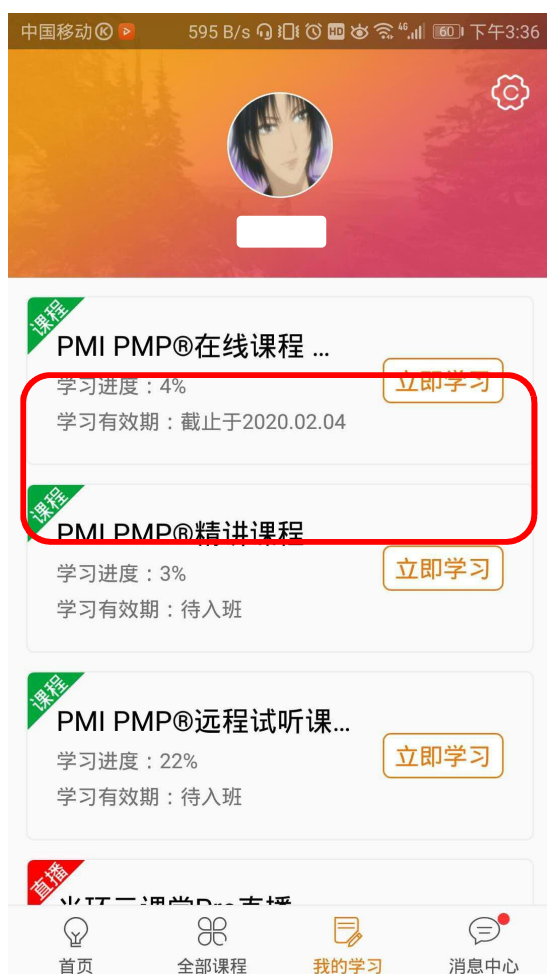 中国移动 595 B/s HD 4G 60 下午3:36
课程
PMI PMP®在线课程 ...
学习进度：4%
立即学习
学习有效期：截止于2020.02.04
课程
PMI PMP®精讲课程
学习进度：3%
立即学习
学习有效期：待入班
课程
PMI PMP®远程试听课...
学习进度：22%
立即学习
学习有效期：待入班
直播
首页 全部课程 我的学习 消息中心